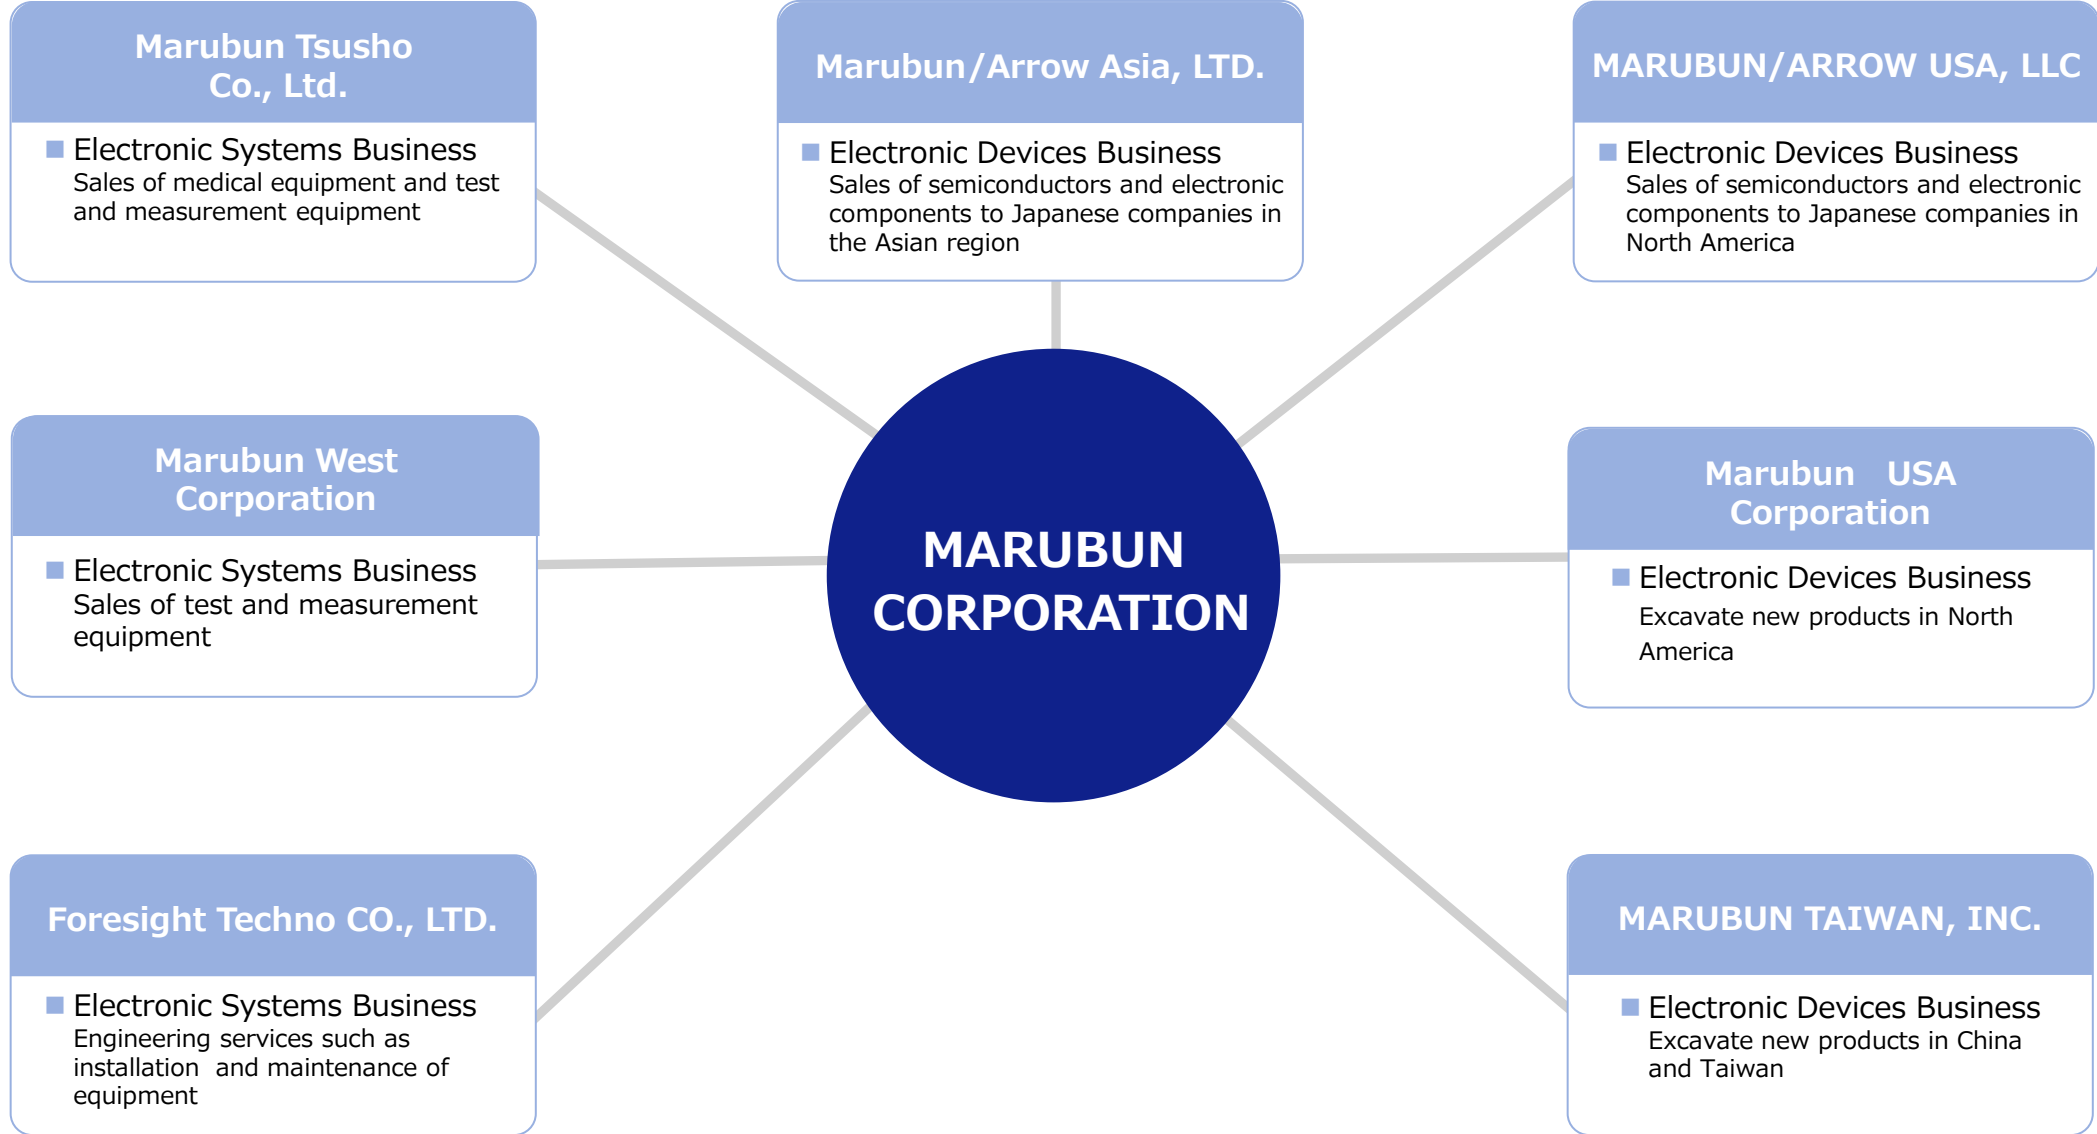 Marubun Tsusho
Co., Ltd.
■ Electronic Systems Business
Sales of medical equipment and test
and measurement equipment
Marubun/Arrow Asia, LTD.
■ Electronic Devices Business
Sales of semiconductors and electronic
components to Japanese companies in
the Asian region
MARUBUN/ARROW USA, LLC
■ Electronic Devices Business
Sales of semiconductors and electronic
components to Japanese companies in
North America
Marubun West
Corporation
■ Electronic Systems Business
Sales of test and measurement
equipment
MARUBUN
CORPORATION
Marubun   USA
Corporation
■ Electronic Devices Business
Excavate new products in North
America
Foresight Techno CO., LTD.
■ Electronic Systems Business
Engineering services such as
installation  and maintenance of
equipment
MARUBUN TAIWAN, INC.
■ Electronic Devices Business
Excavate new products in China
and Taiwan